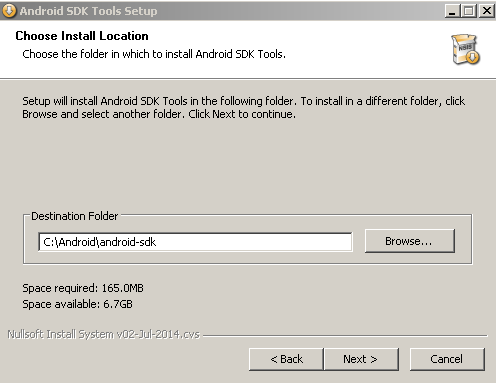 Android SDK Tools Setup
Choose Install Location
Choose the folder in which to install Android SDK Tools.
NSIS
Setup will install Android SDK Tools in the following folder. To install in a different folder, click
Browse and select another folder. Click Next to continue.
Destination Folder
C:\Android\android-sdk
Browse...
Space required: 165.0MB
Space available: 6.7GB
Nullsoft Install System v02-Jul-2014.cvs
< Back
Next >
Cancel